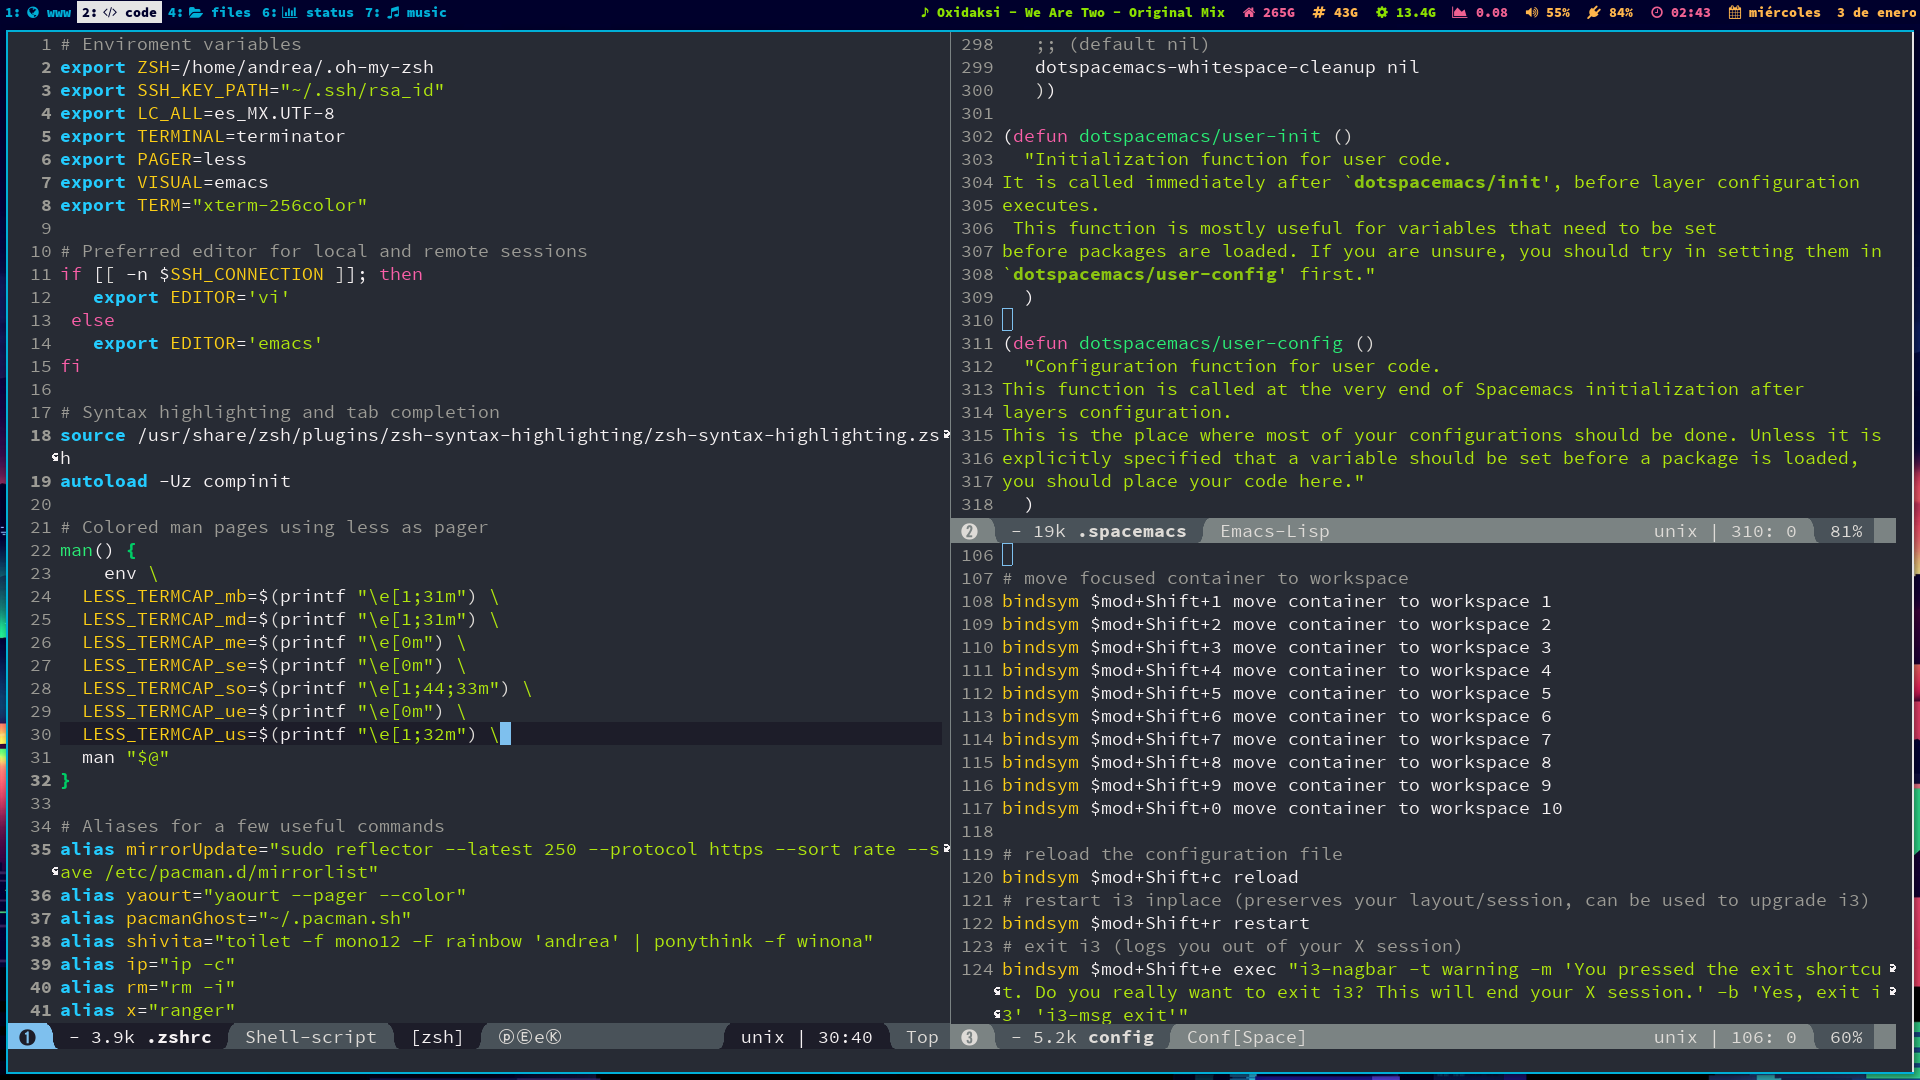 1: www 2: </> code 4: files 6: status 7: music ♪ Oxidaksi - We Are Two - Original Mix 265G # 43G 13.4G 0.08 55% 84% 02:43 miércoles 3 de enero
1 # Enviroment variables
2 export ZSH=/home/andrea/.oh-my-zsh
3 export SSH_KEY_PATH="~/.ssh/rsa_id"
4 export LC_ALL=es_MX.UTF-8
5 export TERMINAL=terminator
6 export PAGER=less
7 export VISUAL=emacs
8 export TERM="xterm-256color"
9
10 # Preferred editor for local and remote sessions
11 if [[ -n $SSH_CONNECTION ]]; then
12    export EDITOR='vi'
13  else
14    export EDITOR='emacs'
15 fi
16
17 # Syntax highlighting and tab completion
18 source /usr/share/zsh/plugins/zsh-syntax-highlighting/zsh-syntax-highlighting.zs
h
19 autoload -Uz compinit
20
21 # Colored man pages using less as pager
22 man() {
23     env \
24   LESS_TERMCAP_mb=$(printf "\e[1;31m") \
25   LESS_TERMCAP_md=$(printf "\e[1;31m") \
26   LESS_TERMCAP_me=$(printf "\e[0m") \
27   LESS_TERMCAP_se=$(printf "\e[0m") \
28   LESS_TERMCAP_so=$(printf "\e[1;44;33m") \
29   LESS_TERMCAP_ue=$(printf "\e[0m") \
30   LESS_TERMCAP_us=$(printf "\e[1;32m") \
31   man "$@"
32 }
33
34 # Aliases for a few useful commands
35 alias mirrorUpdate="sudo reflector --latest 250 --protocol https --sort rate --s
ave /etc/pacman.d/mirrorlist"
36 alias yaourt="yaourt --pager --color"
37 alias pacmanGhost="~/.pacman.sh"
38 alias shivita="toilet -f mono12 -F rainbow 'andrea' | ponythink -f winona"
39 alias ip="ip -c"
40 alias rm="rm -i"
41 alias x="ranger"
❶ - 3.9k .zshrc Shell-script [zsh] ⓟⒺⓔⓀ unix | 30:40 Top
298    ;; (default nil)
299    dotspacemacs-whitespace-cleanup nil
300    ))
301
302 (defun dotspacemacs/user-init ()
303   "Initialization function for user code.
304 It is called immediately after `dotspacemacs/init', before layer configuration
305 executes.
306  This function is mostly useful for variables that need to be set
307 before packages are loaded. If you are unsure, you should try in setting them in
308 `dotspacemacs/user-config' first."
309   )
310
311 (defun dotspacemacs/user-config ()
312   "Configuration function for user code.
313 This function is called at the very end of Spacemacs initialization after
314 layers configuration.
315 This is the place where most of your configurations should be done. Unless it is
316 explicitly specified that a variable should be set before a package is loaded,
317 you should place your code here."
318   )
❷ - 19k .spacemacs Emacs-Lisp unix | 310: 0 81%
106
107 # move focused container to workspace
108 bindsym $mod+Shift+1 move container to workspace 1
109 bindsym $mod+Shift+2 move container to workspace 2
110 bindsym $mod+Shift+3 move container to workspace 3
111 bindsym $mod+Shift+4 move container to workspace 4
112 bindsym $mod+Shift+5 move container to workspace 5
113 bindsym $mod+Shift+6 move container to workspace 6
114 bindsym $mod+Shift+7 move container to workspace 7
115 bindsym $mod+Shift+8 move container to workspace 8
116 bindsym $mod+Shift+9 move container to workspace 9
117 bindsym $mod+Shift+0 move container to workspace 10
118
119 # reload the configuration file
120 bindsym $mod+Shift+c reload
121 # restart i3 inplace (preserves your layout/session, can be used to upgrade i3)
122 bindsym $mod+Shift+r restart
123 # exit i3 (logs you out of your X session)
124 bindsym $mod+Shift+e exec "i3-nagbar -t warning -m 'You pressed the exit shortcu
t. Do you really want to exit i3? This will end your X session.' -b 'Yes, exit i
3' 'i3-msg exit'"
❸ - 5.2k config Conf[Space] unix | 106: 0 60%